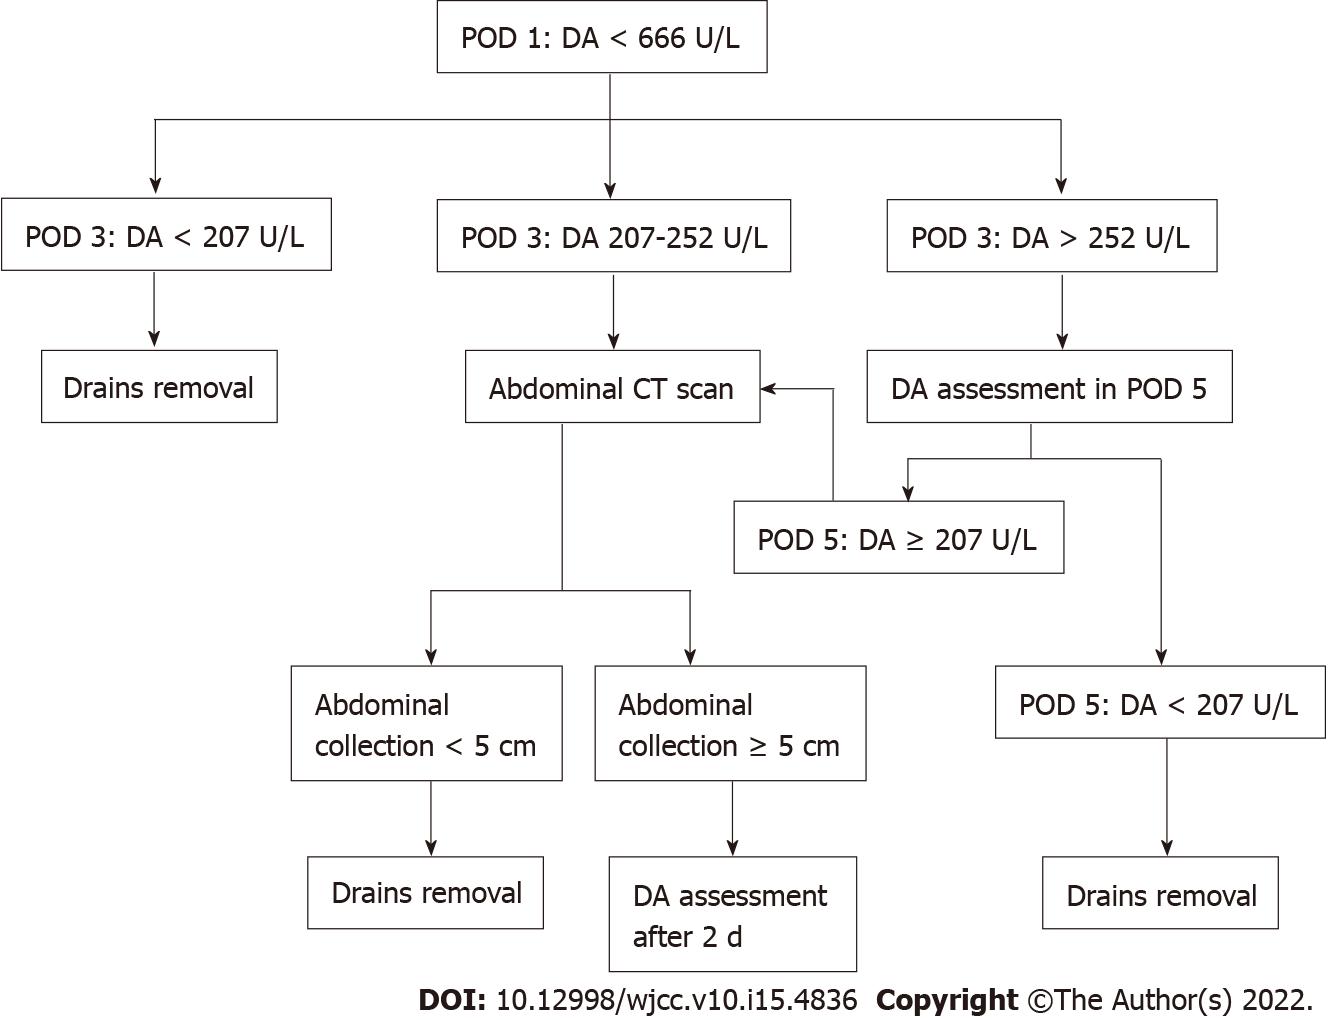 POD 1: DA < 666 U/L
POD 3: DA < 207 U/L
POD 3: DA 207-252 U/L
POD 3: DA > 252 U/L
Drains removal
Abdominal CT scan
DA assessment in POD 5
POD 5: DA ≥ 207 U/L
Abdominal
collection < 5 cm
Abdominal
collection ≥ 5 cm
POD 5: DA < 207 U/L
Drains removal
DA assessment
after 2 d
Drains removal
DOI: 10.12998/wjcc.v10.i15.4836 Copyright ©The Author(s) 2022.